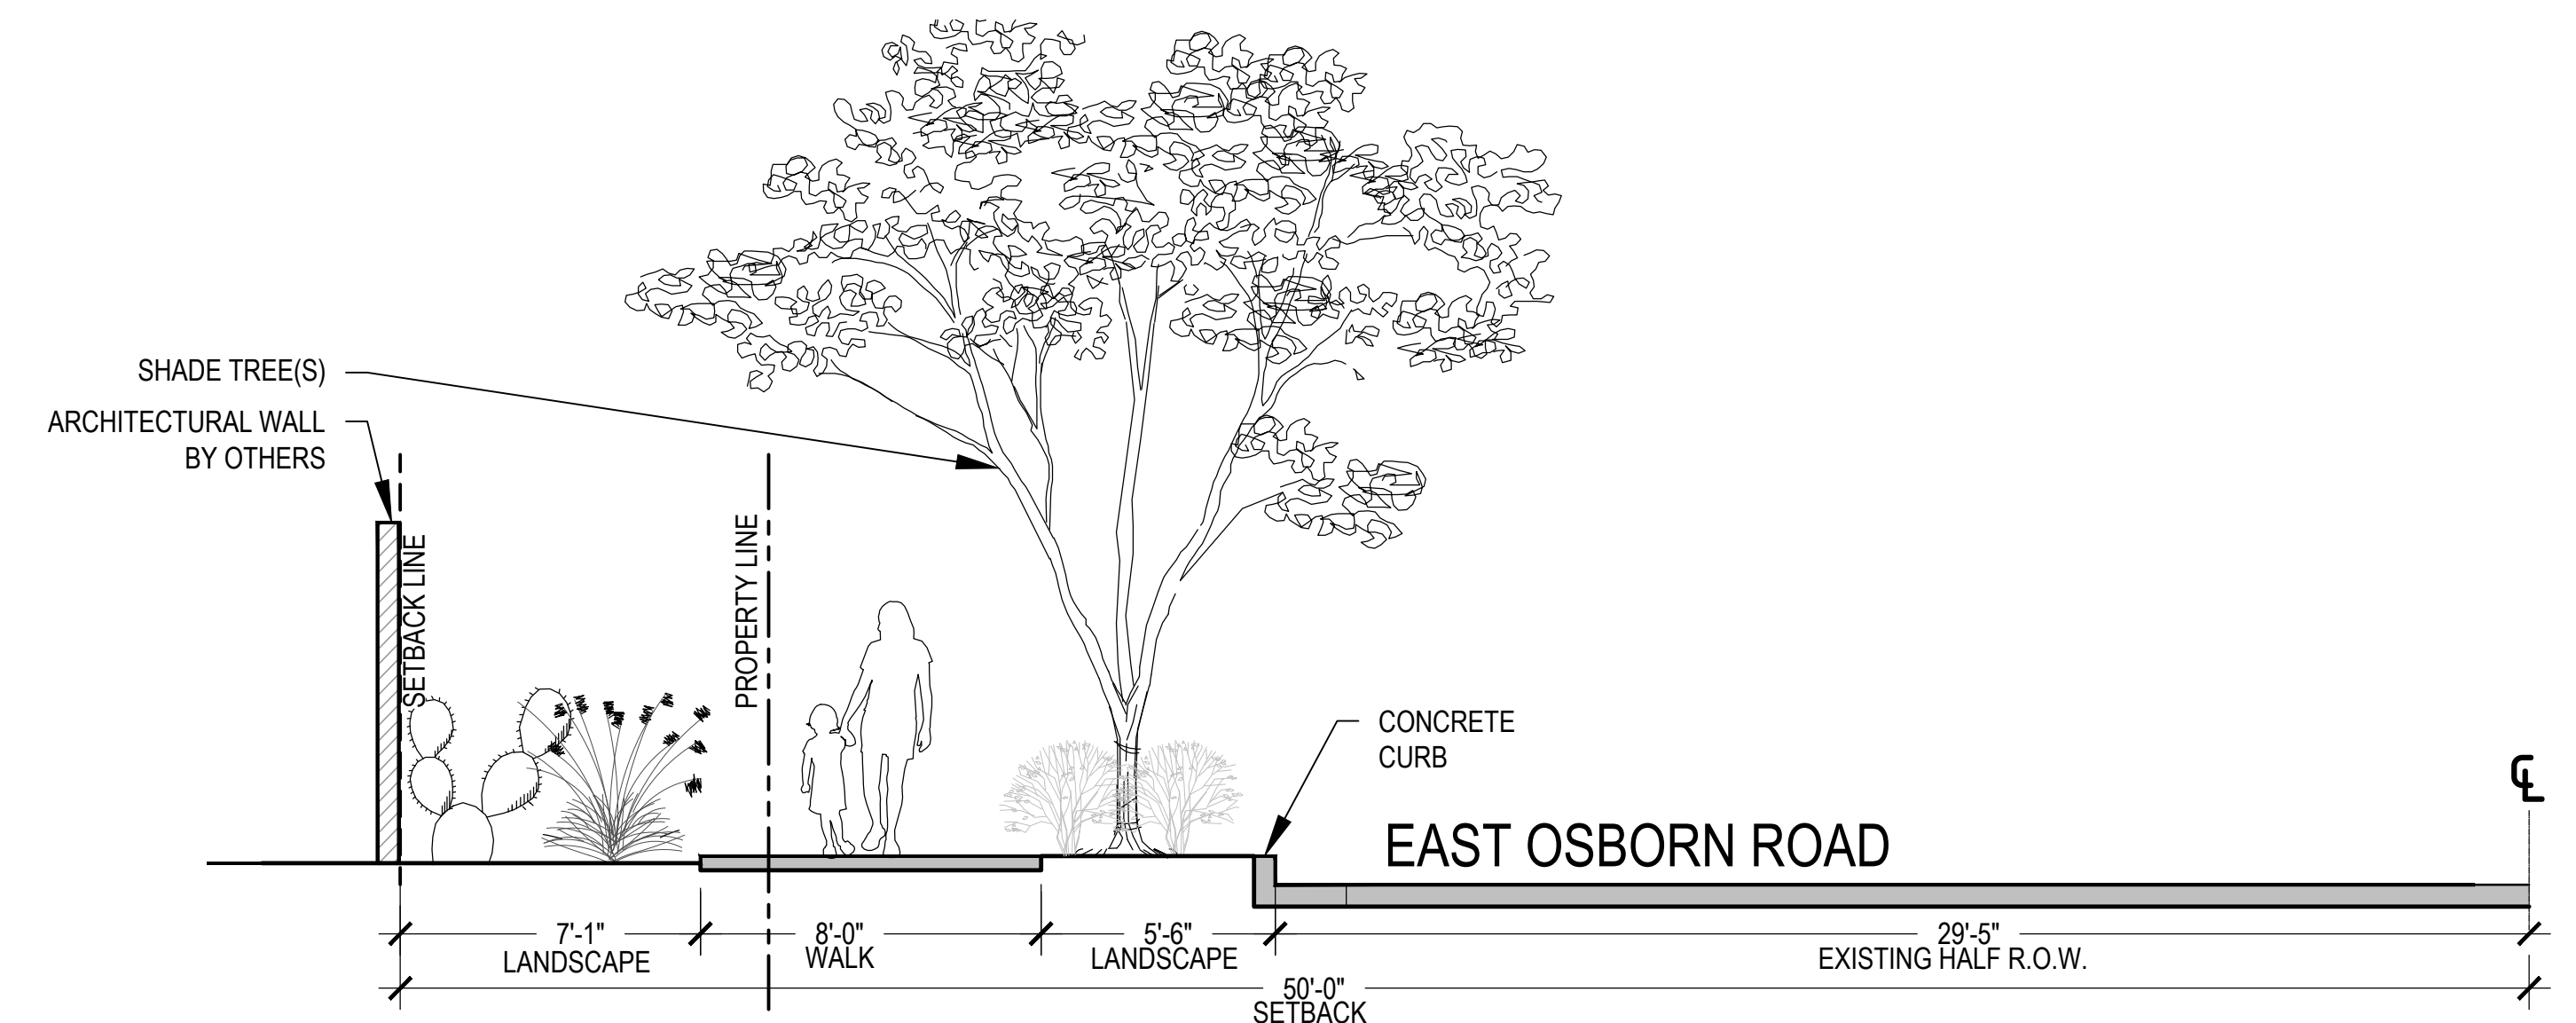 SHADE TREE(S)
ARCHITECTURAL WALL
BY OTHERS
SETBACK LINE
PROPERTY LINE
CONCRETE
CURB
℄
EAST OSBORN ROAD
7'-1"
LANDSCAPE
8'-0"
WALK
5'-6"
LANDSCAPE
29'-5"
EXISTING HALF R.O.W.
50'-0"
SETBACK